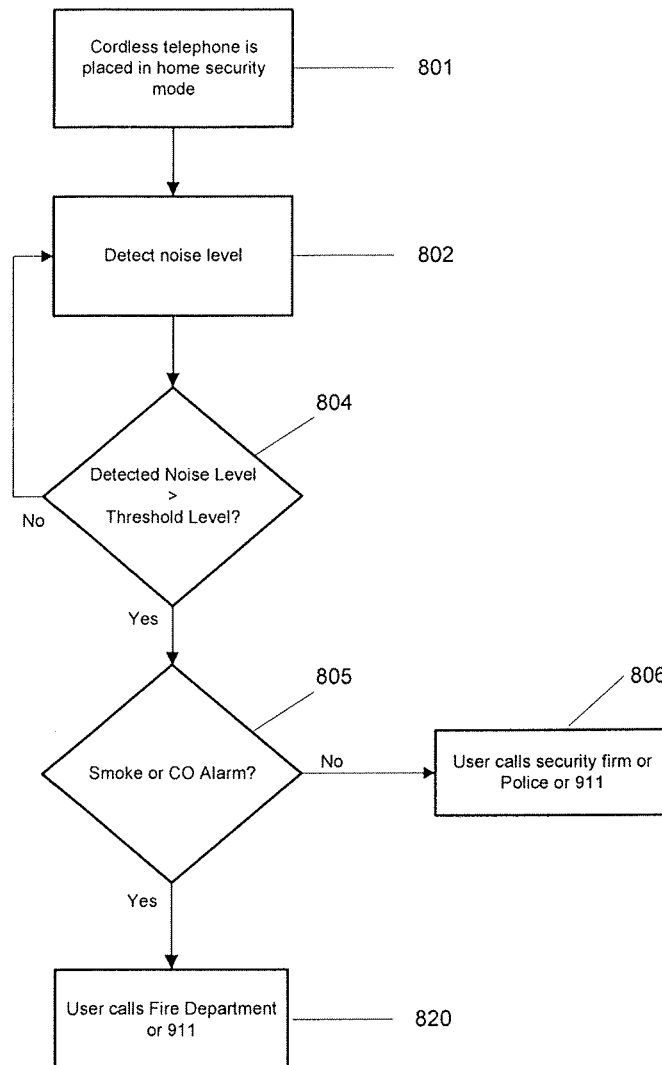 Cordless telephone is
placed in home security
mode
801
Detect noise level
802
804
Detected Noise Level
>
Threshold Level?
No
Yes
805
806
Smoke or CO Alarm?
No
User calls security firm or
Police or 911
Yes
User calls Fire Department
or 911
820